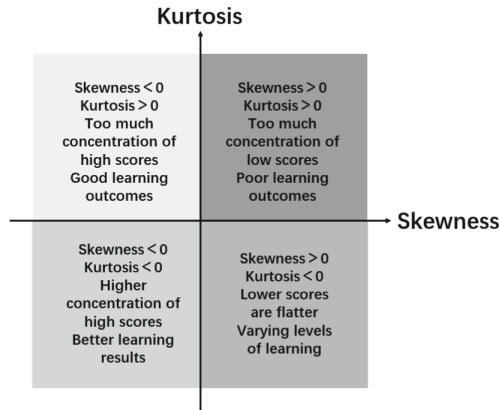 Kurtosis
Skewness < 0
Kurtosis > 0
Too much
concentration of
high scores
Good learning
outcomes
Skewness > 0
Kurtosis > 0
Too much
concentration of
low scores
Poor learning
outcomes
Skewness
Skewness < 0
Kurtosis < 0
Higher
concentration of
high scores
Better learning
results
Skewness > 0
Kurtosis < 0
Lower scores
are flatter
Varying levels
of learning